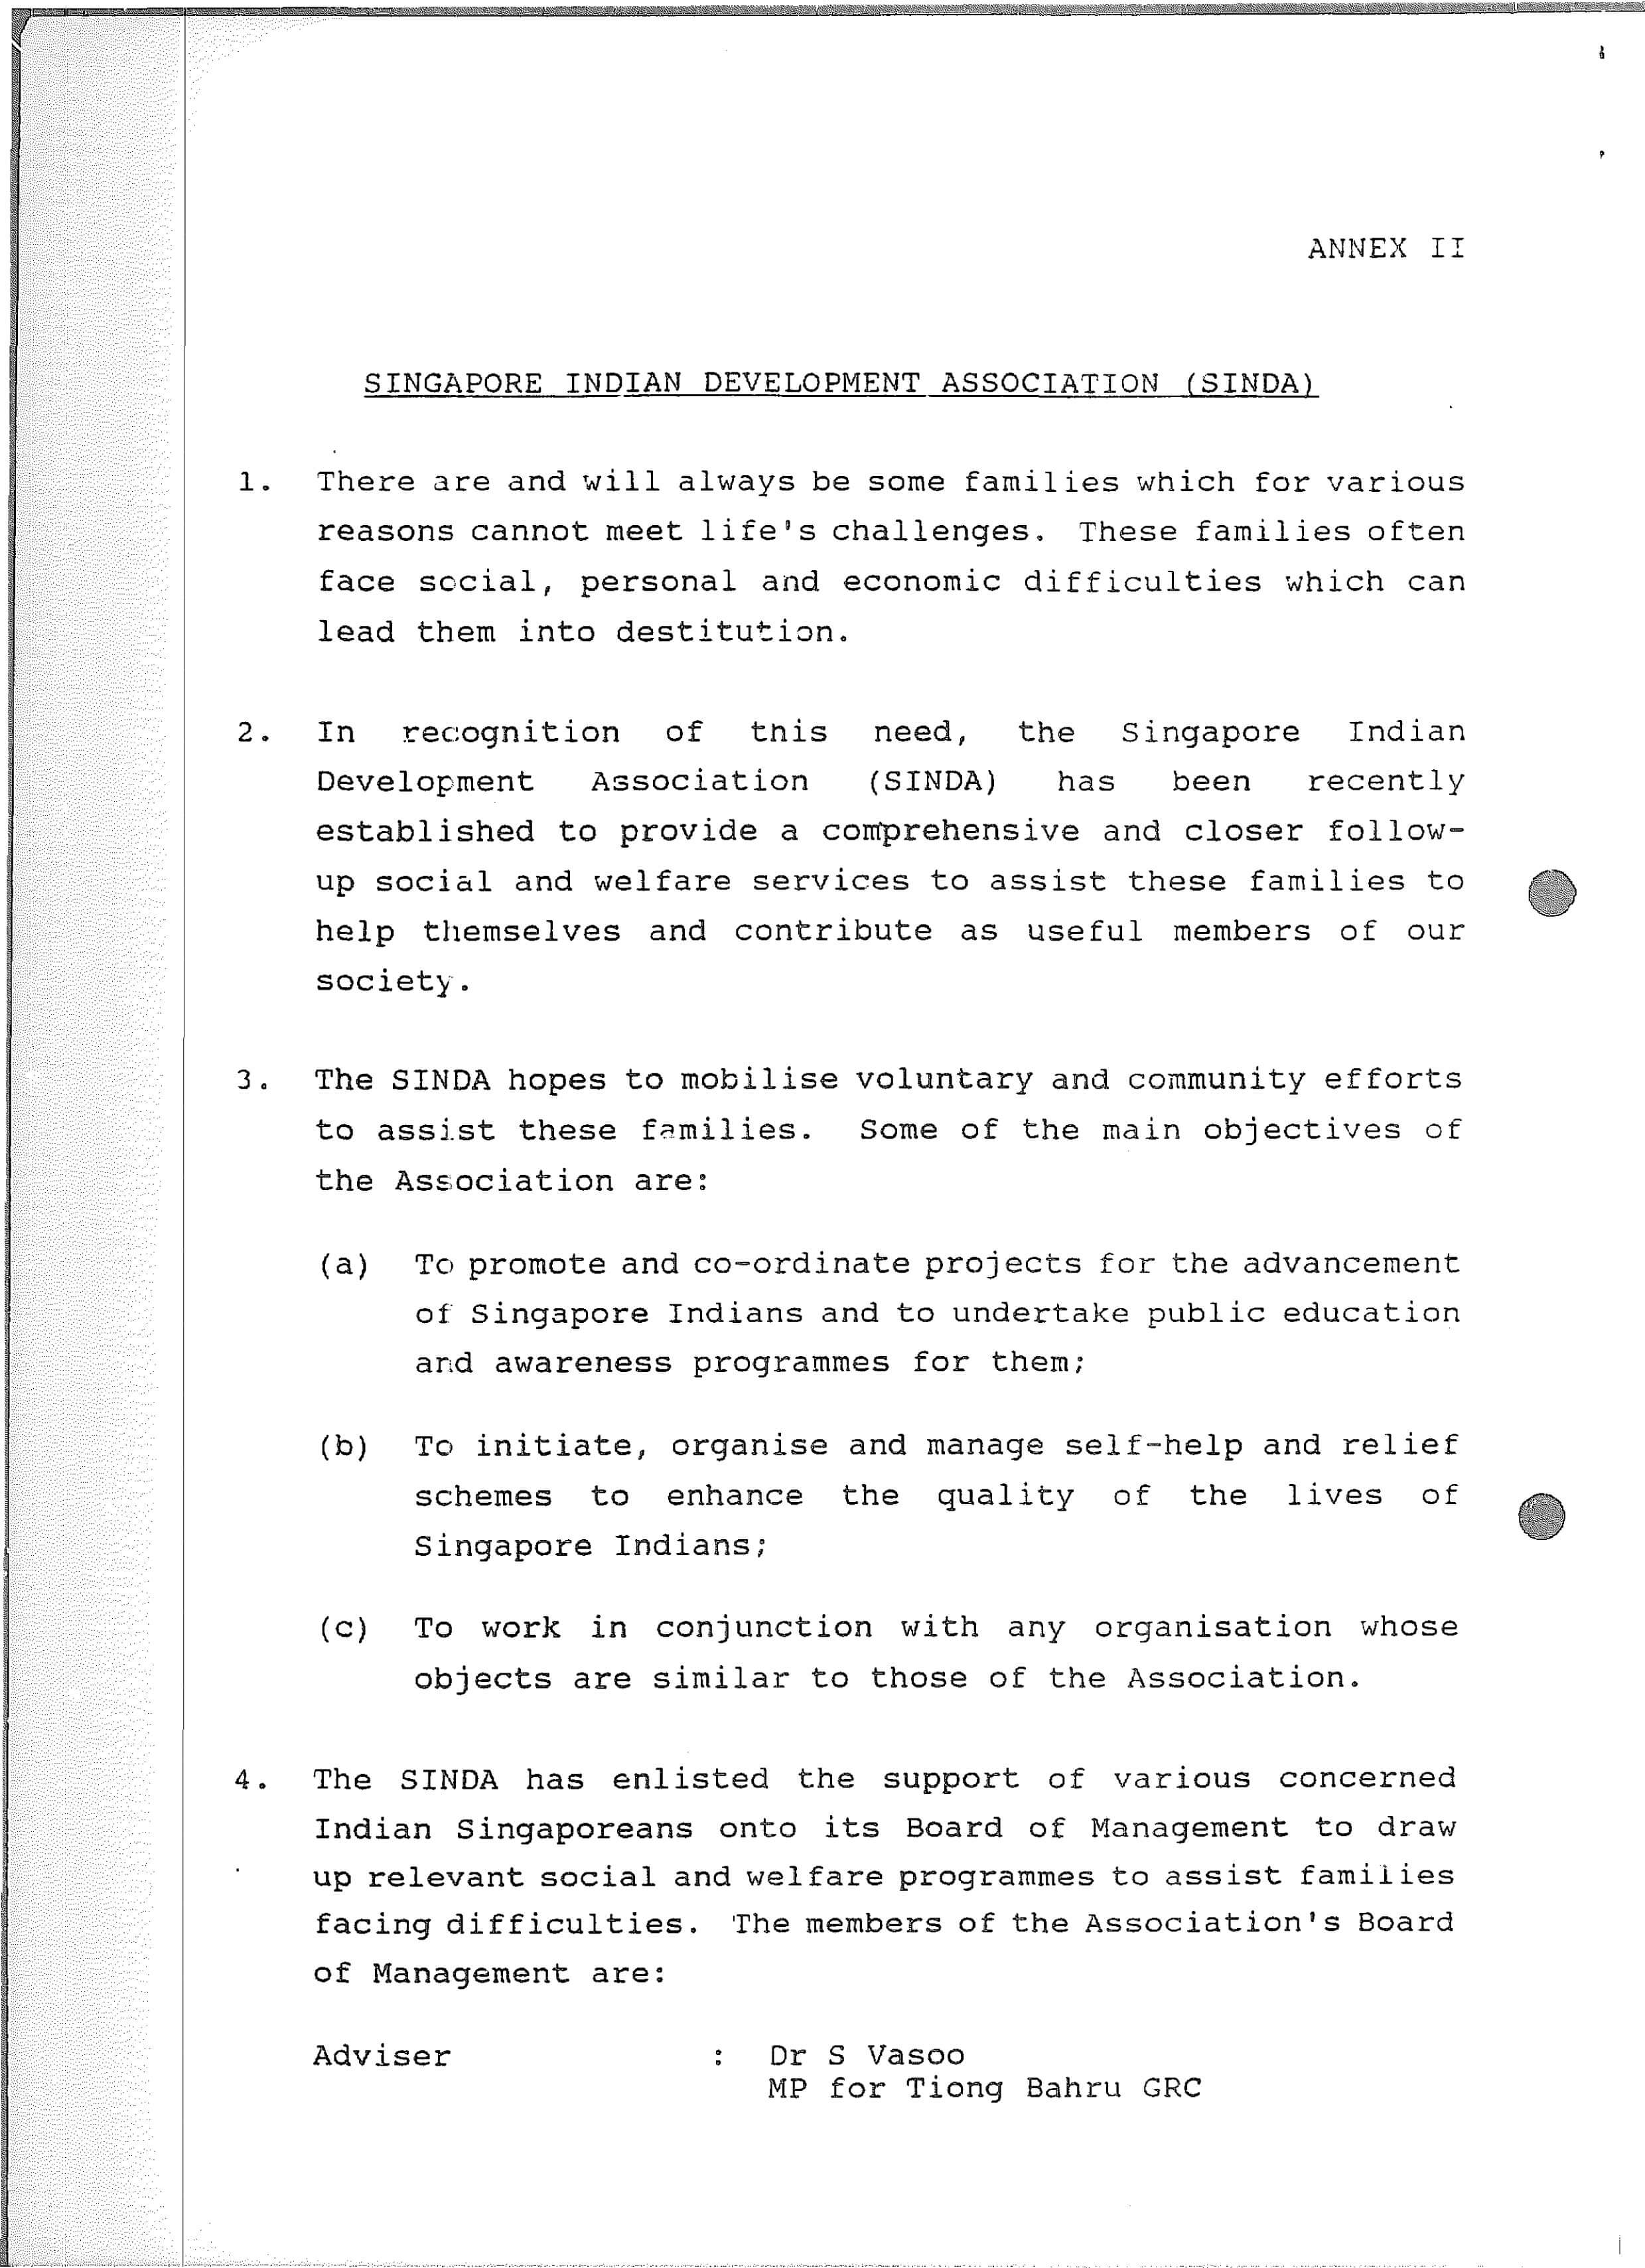 ANNEX II
SINGAPORE INDIAN DEVELOPMENT ASSOCIATION (SINDA)
1. There are and will always be some families which for various
reasons cannot meet life's challenges. These families often
face social, personal and economic difficulties which can
lead them into destitution.
2. In recognition of this need, the Singapore Indian
Development Association (SINDA) has been recently
established to provide a comprehensive and closer follow-
up social and welfare services to assist these families to
help themselves and contribute as useful members of our
society.
3. The SINDA hopes to mobilise voluntary and community efforts
to assist these families. Some of the main objectives of
the Association are:
(a) To promote and co-ordinate projects for the advancement
of Singapore Indians and to undertake public education
and awareness programmes for them;
(b) To initiate, organise and manage self-help and relief
schemes to enhance the quality of the lives of
Singapore Indians;
(c) To work in conjunction with any organisation whose
objects are similar to those of the Association.
4. The SINDA has enlisted the support of various concerned
Indian Singaporeans onto its Board of Management to draw
up relevant social and welfare programmes to assist families
facing difficulties. The members of the Association's Board
of Management are:
Adviser : Dr S Vasoo
MP for Tiong Bahru GRC